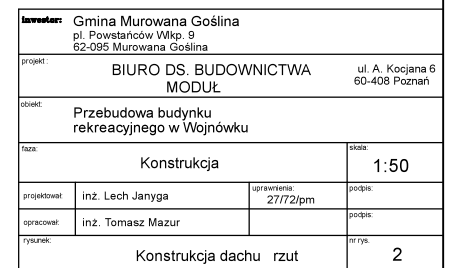 inwestor: Gmina Murowana Goślina
pl. Powstańców Wlkp. 9
62-095 Murowana Goślina
projekt :
BIURO DS. BUDOWNICTWA
MODUŁ
ul. A. Kocjana 6
60-408 Poznań
obiekt:
Przebudowa budynku
rekreacyjnego w Wojnówku
faza:
Konstrukcja
skala:
1:50
projektował: inż. Lech Janyga
uprawnienia:
27/72/pm
podpis:
opracował: inż. Tomasz Mazur
podpis:
rysunek:
Konstrukcja dachu rzut
nr rys.
2